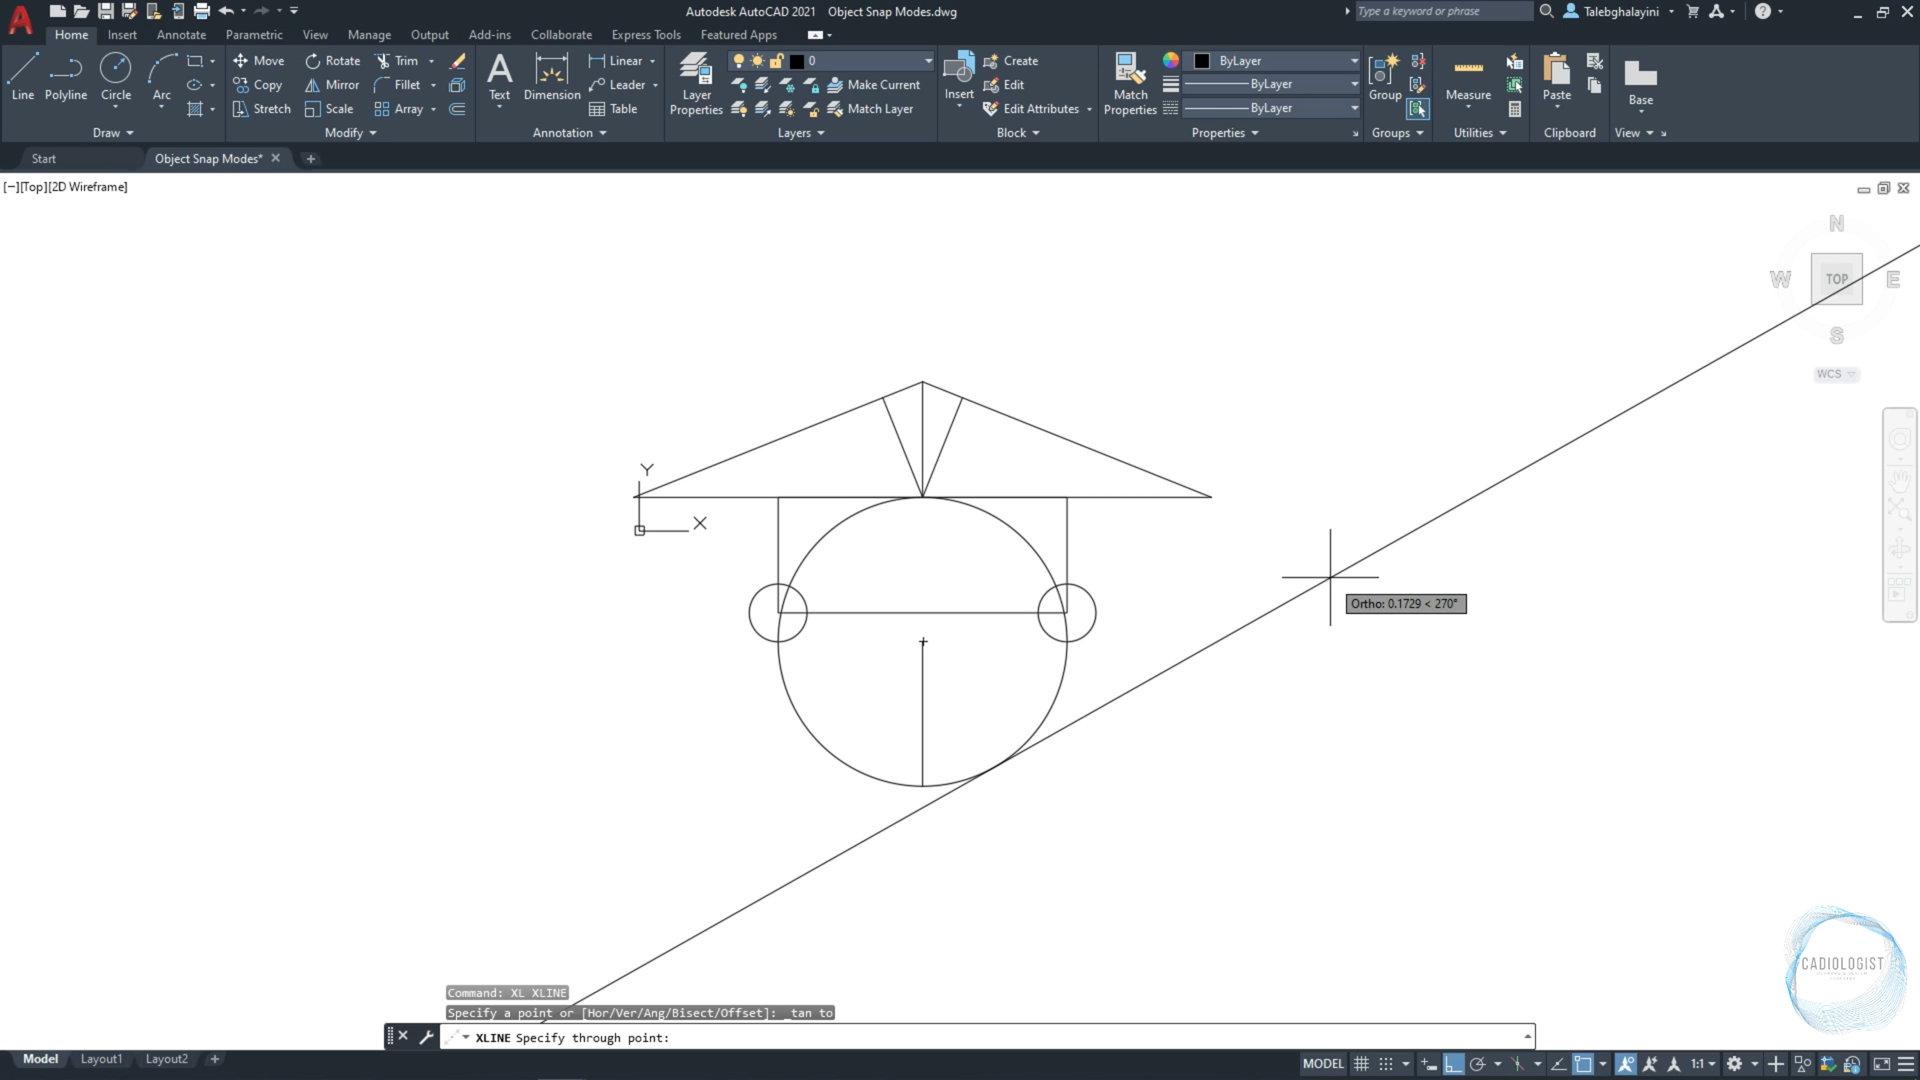 Autodesk AutoCAD 2021 Object Snap Modes.dwg
Type a keyword or phrase
Talebghalayini
Home Insert Annotate Parametric View Manage Output Add-ins Collaborate Express Tools Featured Apps
Line
Polyline
Circle
Arc
Draw
Move
Rotate
Trim
Copy
Mirror
Fillet
Stretch
Scale
Array
Modify
Text
Dimension
Linear
Leader
Table
Annotation
Layer
Properties
0
Make Current
Match Layer
Layers
Insert
Create
Edit
Edit Attributes
Block
Match
Properties
ByLayer
ByLayer
ByLayer
Properties
Group
Groups
Measure
Utilities
Paste
Clipboard
Base
View
Start
Object Snap Modes*
[−][Top][2D Wireframe]
N
W
TOP
E
S
WCS
Y
X
Ortho: 0.1729 < 270°
CADIOLOGIST
Command: XL XLINE
Specify a point or [Hor/Ver/Ang/Bisect/Offset]: _tan to
XLINE Specify through point:
Model Layout1 Layout2
MODEL
1:1